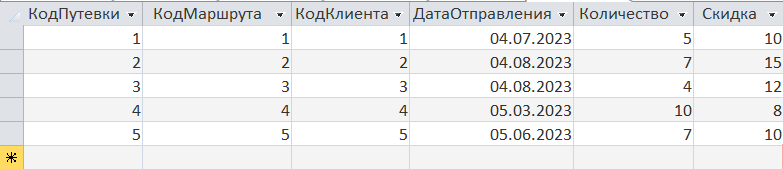 КодПутевки КодМаршрута КодКлиента ДатаОтправления Количество Скидка
1 1 1 04.07.2023 5 10
2 2 2 04.08.2023 7 15
3 3 3 04.08.2023 4 12
4 4 4 05.03.2023 10 8
5 5 5 05.06.2023 7 10